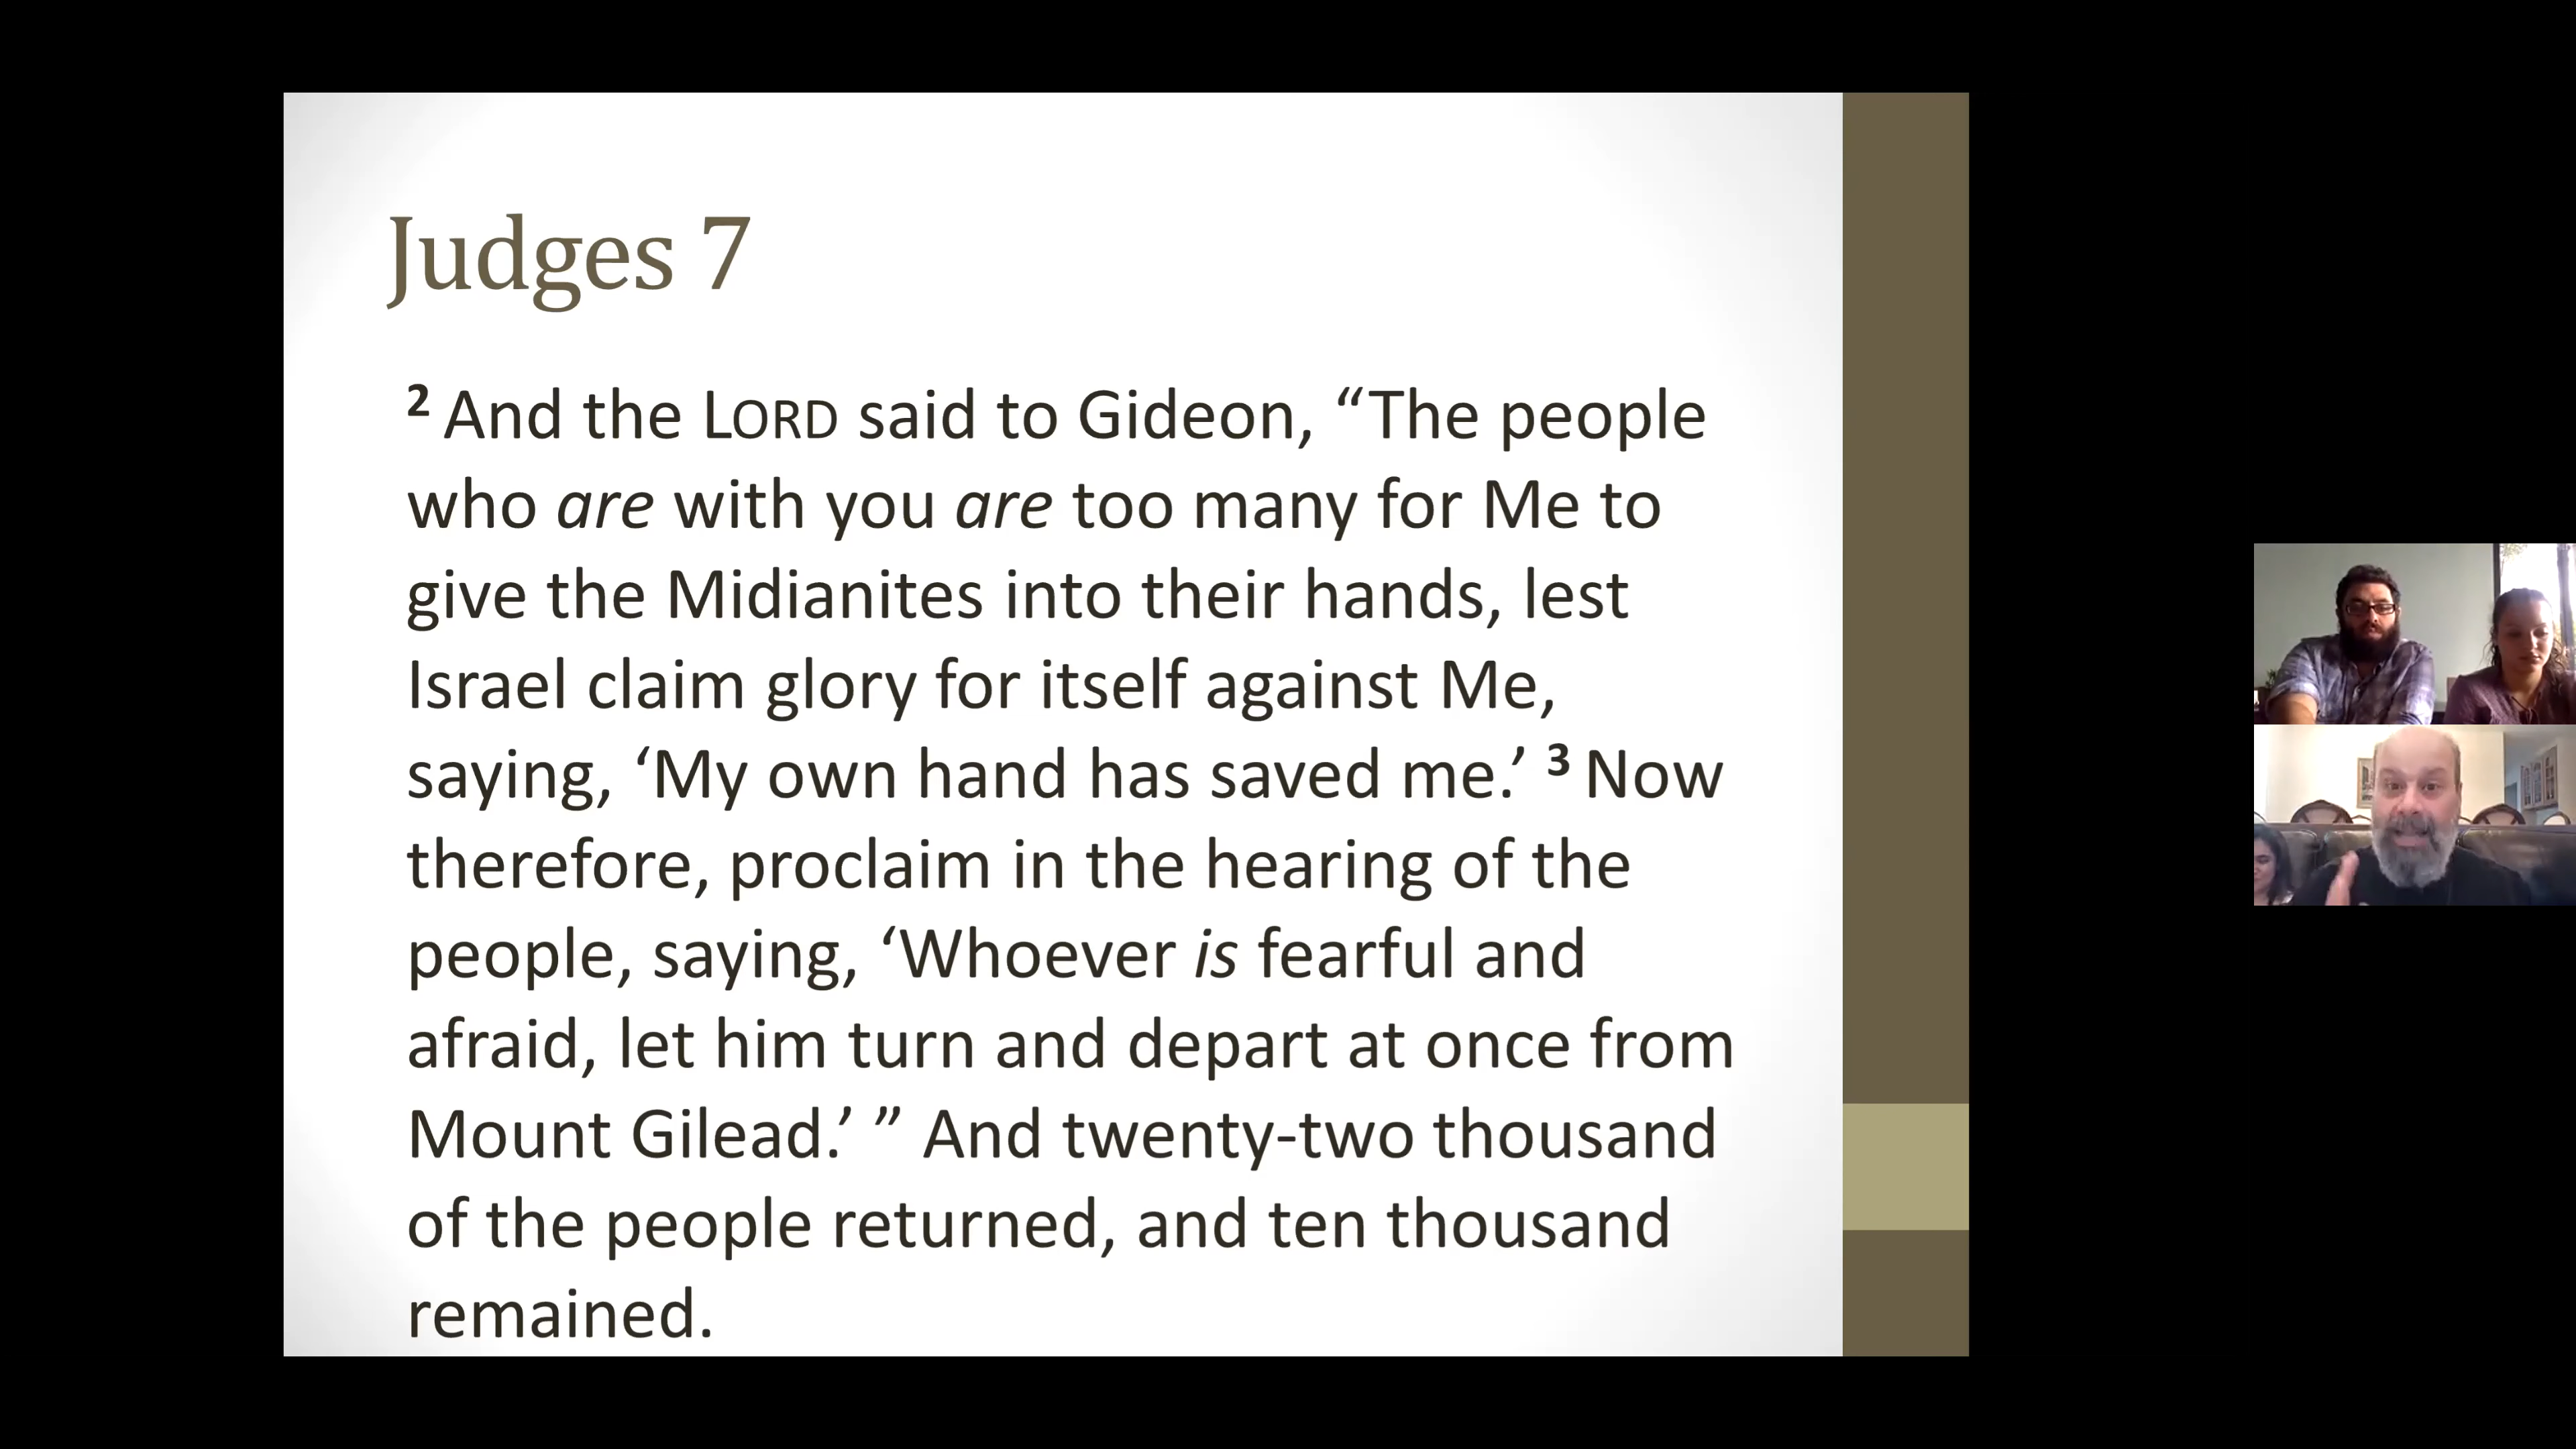 Judges 7
2 And the LORD said to Gideon, “The people
who are with you are too many for Me to
give the Midianites into their hands, lest
Israel claim glory for itself against Me,
saying, ‘My own hand has saved me.’ 3 Now
therefore, proclaim in the hearing of the
people, saying, ‘Whoever is fearful and
afraid, let him turn and depart at once from
Mount Gilead.’ ” And twenty-two thousand
of the people returned, and ten thousand
remained.